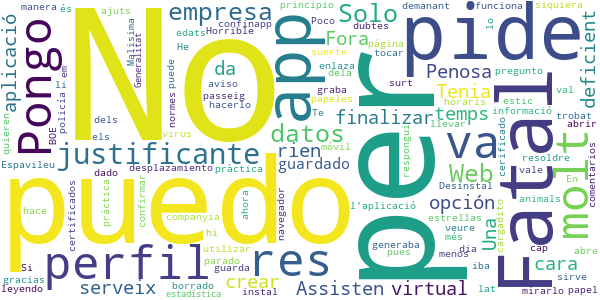 manera és ajuts
empresa
principio
Poco
Solo
demanant
dubtes
pide
siquiera
funciona
lo
aplicació
Pongo
No
app
confinapp
Horrible
He
edats
Malísima
Generalitat
em
li
policía
BOE
quieren
per
Fora
suerte
enlaza
dela
página
tocar
Penosa
pregunto
val
deficient
da
puede
aviso
passeig
hacerlo
normes
virus
graba
papeles
Te
surt
Tenia
horaris
estic
informació
trobat
abrir
datos
finalizar
temps
llevar
resoldre
vale
cerificado
comentarios
dels
els
justificante
rien
guardado
móvil
responguin
va
Web
Fatal
molt
Espavileu
desplazamiento
pràctica
dado
Desinstal
En
animals
puedo
certificados
práctica
confirmar
companyia
ahora
navegador
l'aplicació
opción
estrellas
Una
cargadito
hace
hi
veure
més
cap
utilizar
parado
generaba
pues
menos
dia
cara
abre
Si
perfil
res
iba
sirve
gracias
leyendo
serveix
borrado
estadística
guarda
crear
instal
Assisten
virtual
lat
mirarlo
papel